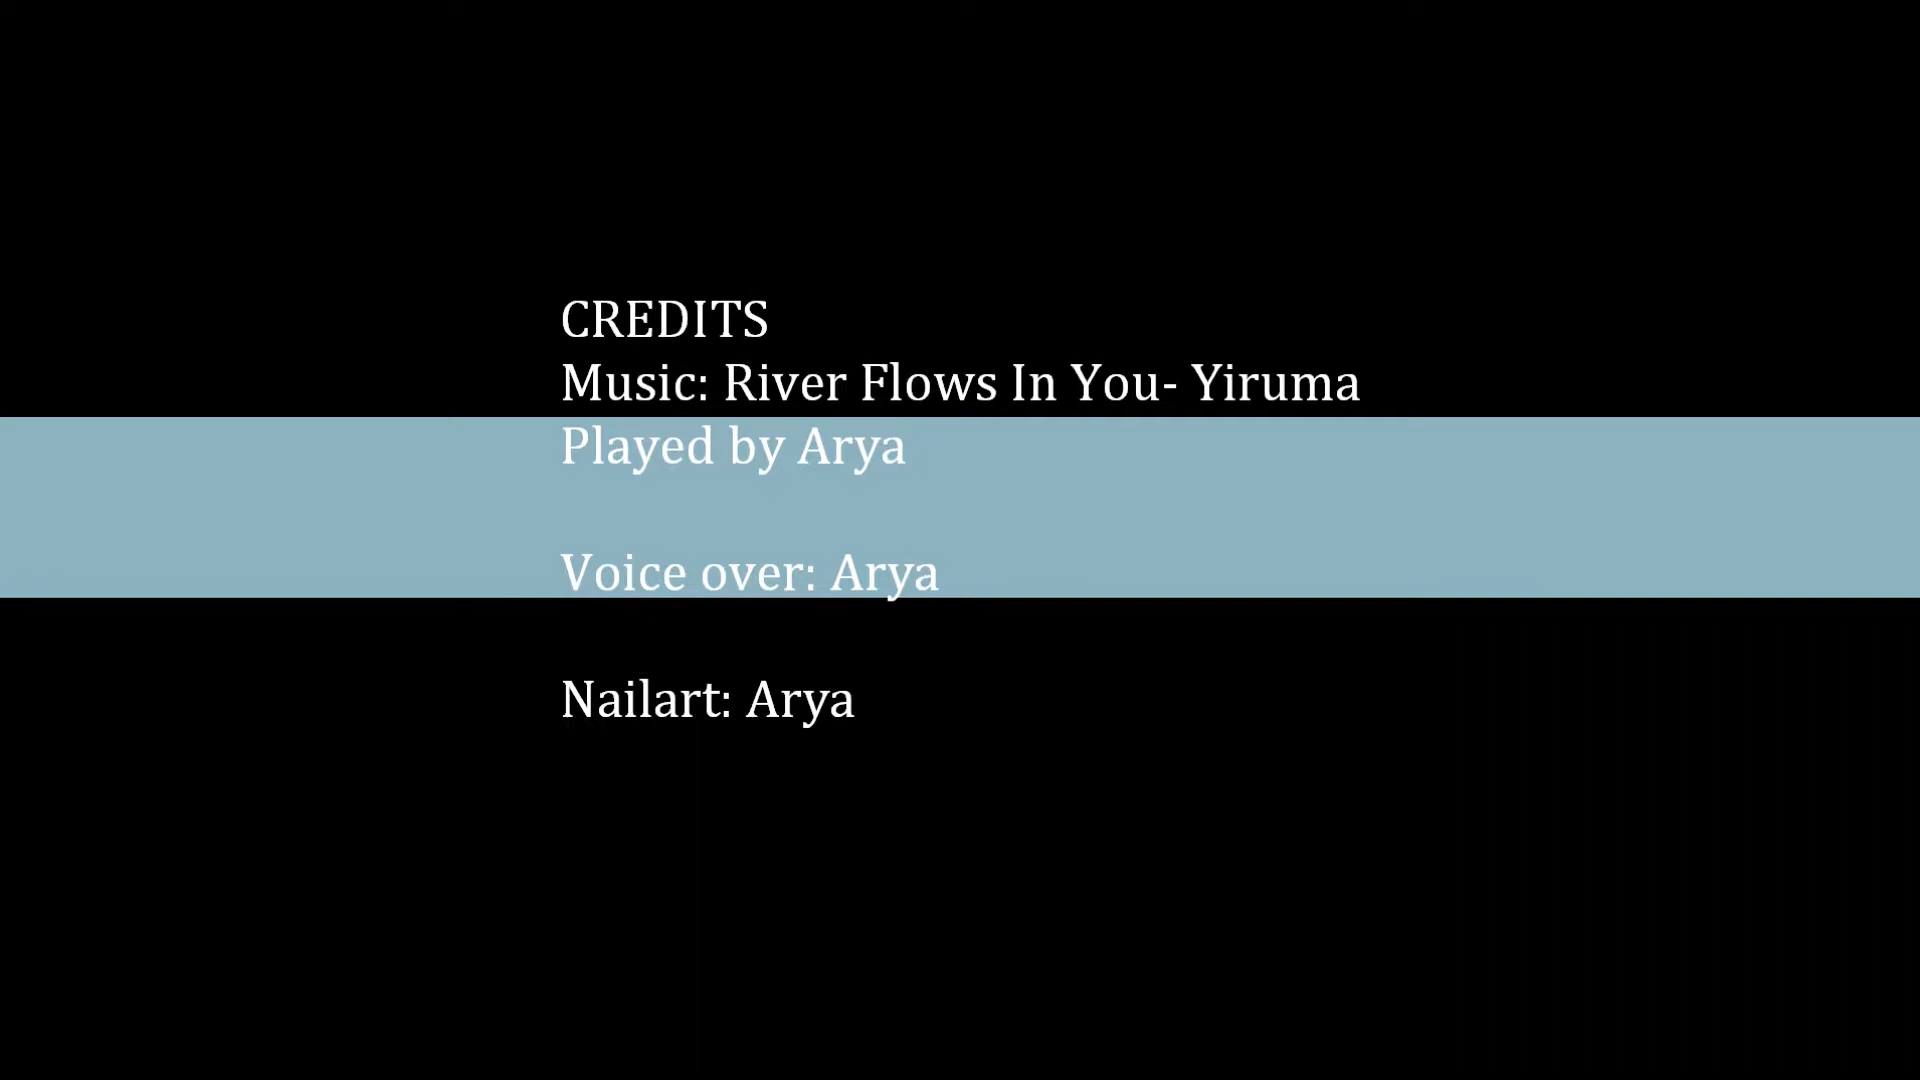 CREDITS
Music: River Flows In You- Yiruma
Played by Arya
Voice over: Arya
Nailart: Arya